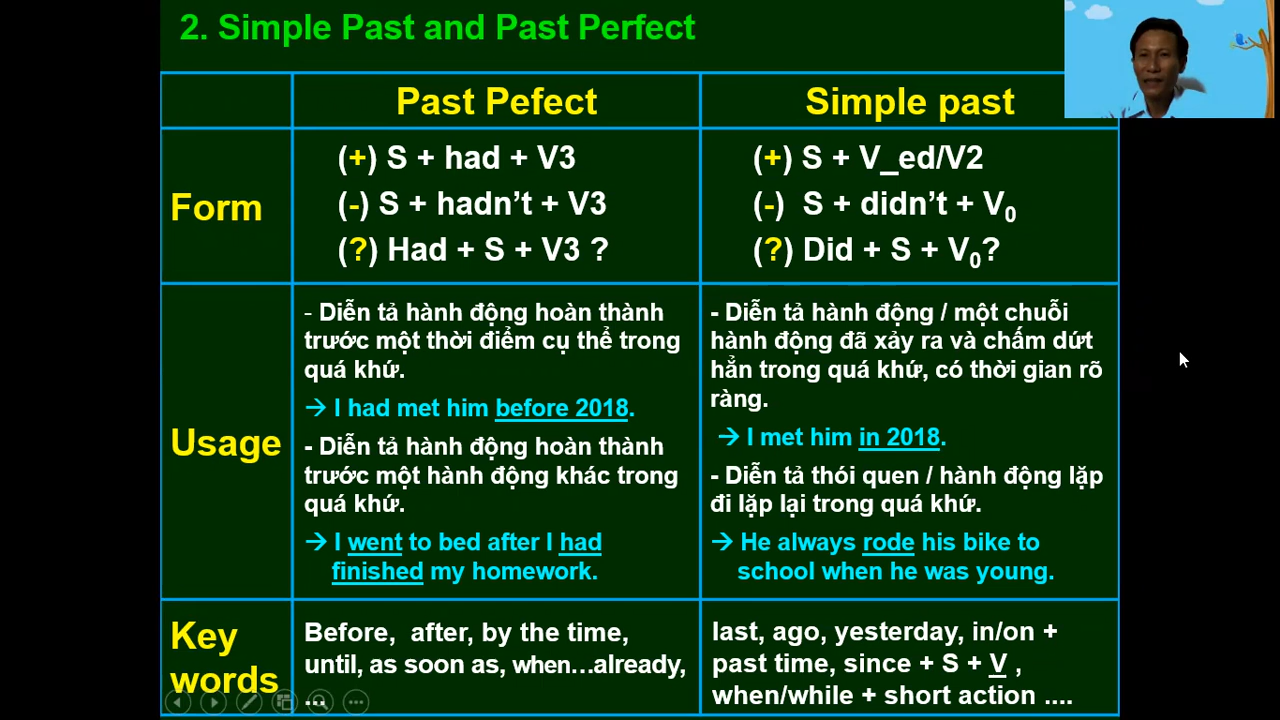 2. Simple Past and Past Perfect
Past Pefect
Simple past
Form
(+) S + had + V3
(-) S + hadn't + V3
(?) Had + S + V3 ?
(+) S + V_ed/V2
(-) S + didn't + V₀
(?) Did + S + V₀?
Usage
- Diễn tả hành động hoàn thành
trước một thời điểm cụ thể trong
quá khứ.
→ I had met him before 2018.
- Diễn tả hành động hoàn thành
trước một hành động khác trong
quá khứ.
→ I went to bed after I had
finished my homework.
- Diễn tả hành động / một chuỗi
hành động đã xảy ra và chấm dứt
hẳn trong quá khứ, có thời gian rõ
ràng.
→ I met him in 2018.
- Diễn tả thói quen / hành động lặp
đi lặp lại trong quá khứ.
→ He always rode his bike to
school when he was young.
Key
words
Before, after, by the time,
until, as soon as, when...already,
...
last, ago, yesterday, in/on +
past time, since + S + V ,
when/while + short action ....